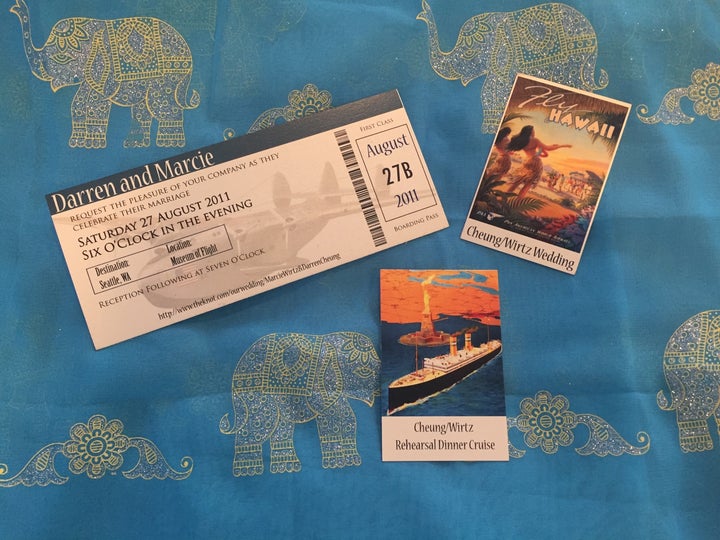 Darren and Marcie
REQUEST THE PLEASURE OF YOUR COMPANY AS THEY
CELEBRATE THEIR MARRIAGE
SATURDAY 27 AUGUST 2011
SIX O'CLOCK IN THE EVENING
Destination:
Seattle, WA
Location:
Museum of Flight
RECEPTION FOLLOWING AT SEVEN O'CLOCK
http://www.theknot.com/ourwedding/MarcieWirtz&DarrenCheung
FIRST CLASS
August
27B
2011
BOARDING PASS
Fly
HAWAII
Cheung/Wirtz Wedding
Cheung/Wirtz
Rehearsal Dinner Cruise